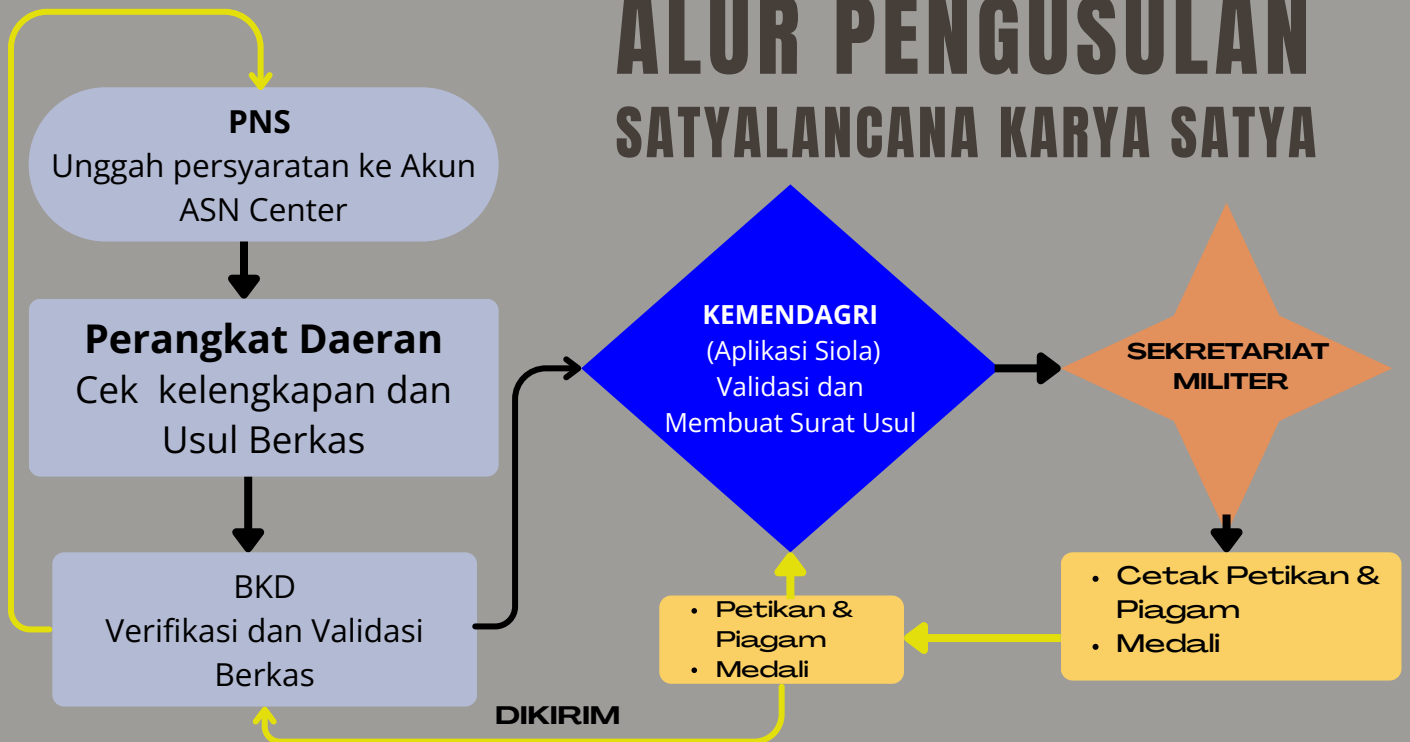 ALUR PENGUSULAN
SATYALANCANA KARYA SATYA
PNS
Unggah persyaratan ke Akun
ASN Center
Perangkat Daeran
Cek kelengkapan dan
Usul Berkas
BKD
Verifikasi dan Validasi
Berkas
KEMENDAGRI
(Aplikasi Siola)
Validasi dan
Membuat Surat Usul
SEKRETARIAT
MILITER
• Cetak Petikan &
Piagam
• Medali
• Petikan &
Piagam
• Medali
DIKIRIM